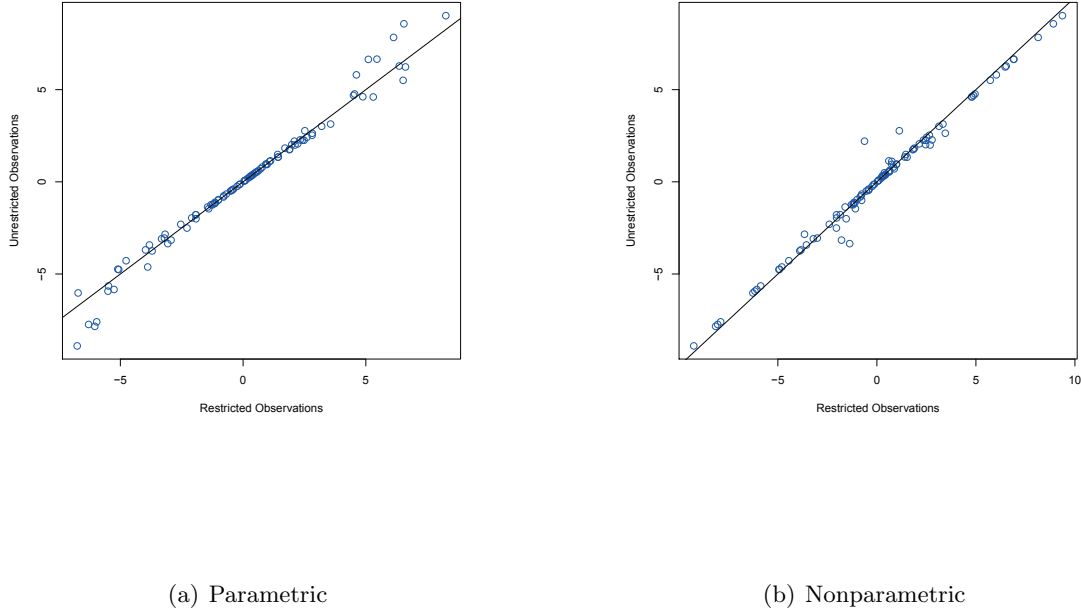 5
0
−5
Unrestricted Observations
−5 0 5
Restricted Observations
5
0
−5
Unrestricted Observations
−5 0 5 10
Restricted Observations
(a) Parametric
(b) Nonparametric